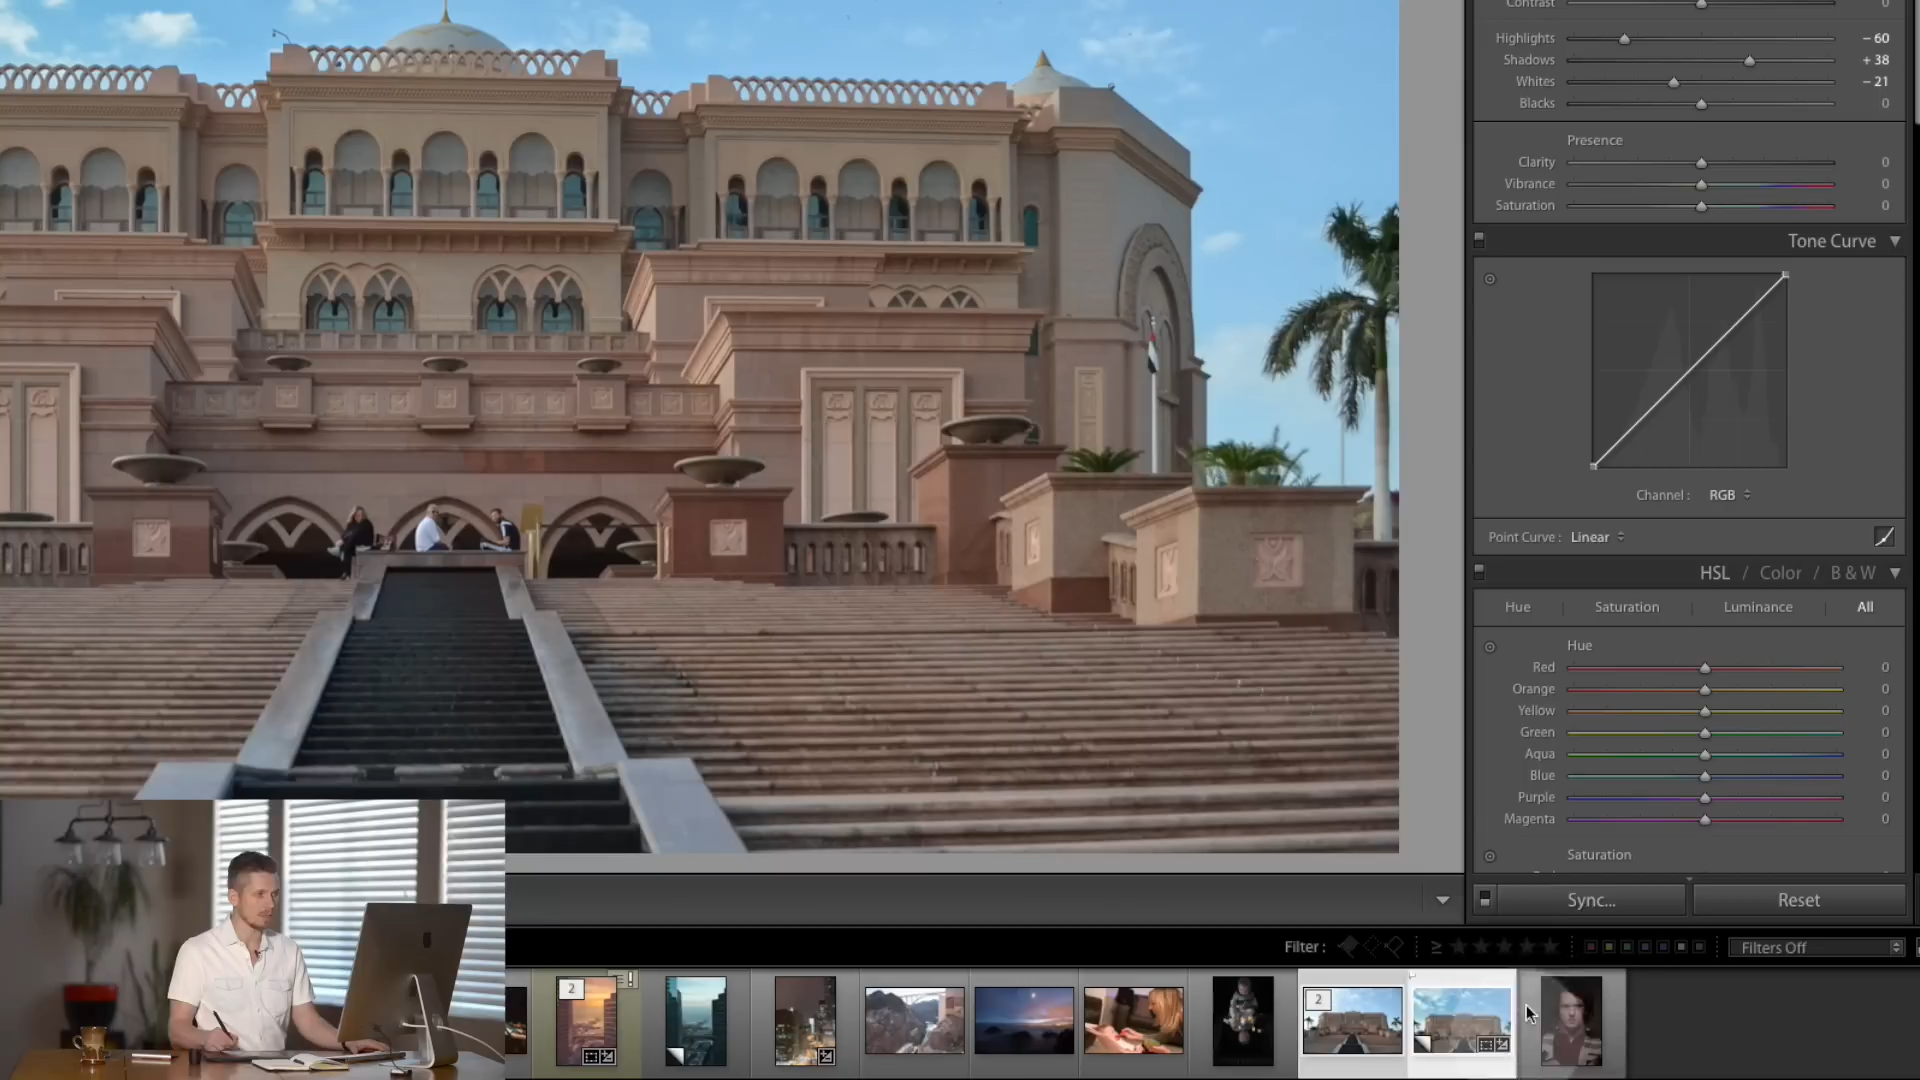 Contrast 0
Highlights − 60
Shadows + 38
Whites − 21
Blacks 0
Presence
Clarity 0
Vibrance 0
Saturation 0
Tone Curve
Channel : RGB
Point Curve : Linear
HSL / Color / B & W
Hue Saturation Luminance All
Hue
Red 0
Orange 0
Yellow 0
Green 0
Aqua 0
Blue 0
Purple 0
Magenta 0
Saturation
Sync... Reset
Filter : ≥ Filters Off
2
2